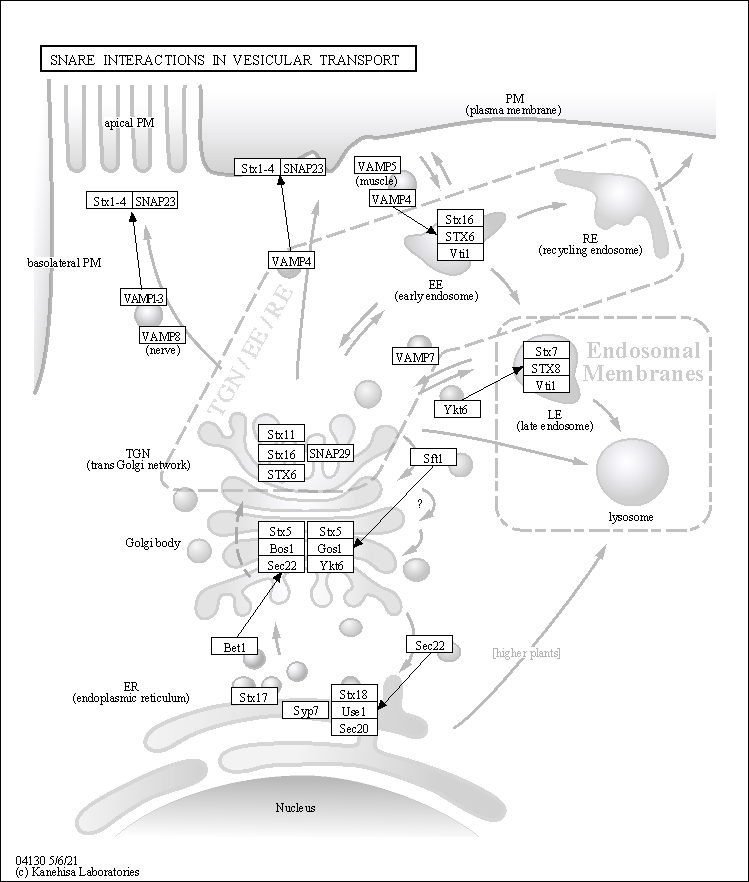 SNARE INTERACTIONS IN VESICULAR TRANSPORT
PM
(plasma membrane)
apical PM
Stx1-4 SNAP23
VAMP5
(muscle)
VAMP4
Stx1-4 SNAP23
Stx16
STX6
Vti1
RE
(recycling endosome)
basolateral PM
VAMP4
EE
(early endosome)
VAMP1-3
VAMP8
(nerve)
TGN / EE / RE
VAMP7
Stx7
STX8
Vti1
Endosomal
Membranes
Ykt6
LE
(late endosome)
Stx11
Stx16 SNAP29
STX6
TGN
(trans Golgi network)
Sft1
?
lysosome
Golgi body
Stx5 Stx5
Bos1 Gos1
Sec22 Ykt6
Bet1
Sec22
[higher plants]
ER
(endoplasmic reticulum)
Stx17
Syp7
Stx18
Use1
Sec20
Nucleus
04130 5/6/21
(c) Kanehisa Laboratories